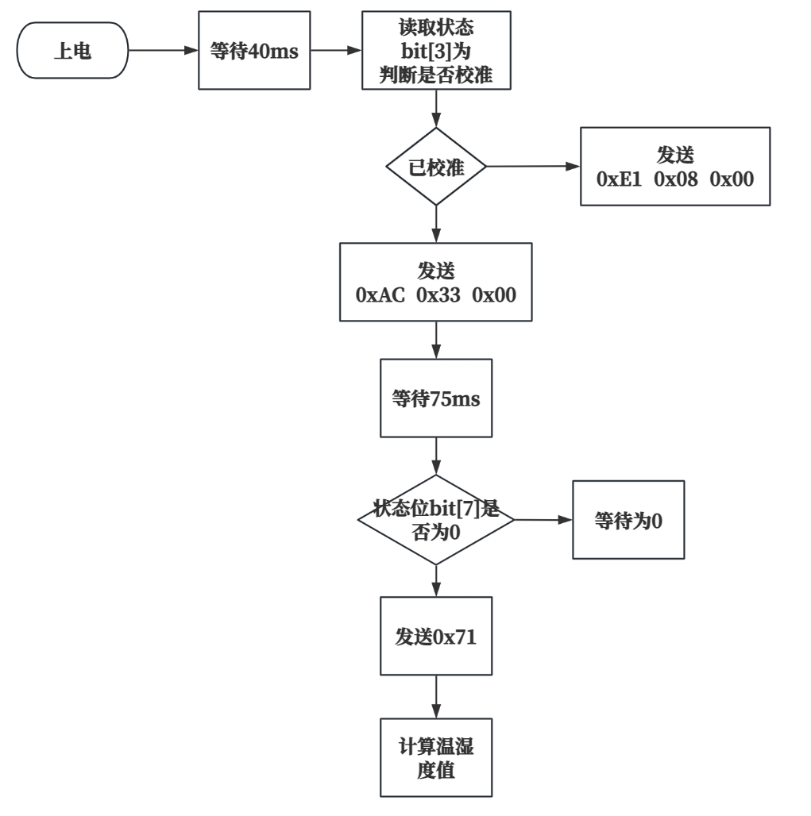 上电
等待40ms
读取状态
bit[3]为
判断是否校准
已校准
发送
0xE1 0x08 0x00
发送
0xAC 0x33 0x00
等待75ms
状态位bit[7]是
否为0
等待为0
发送0x71
计算温湿
度值